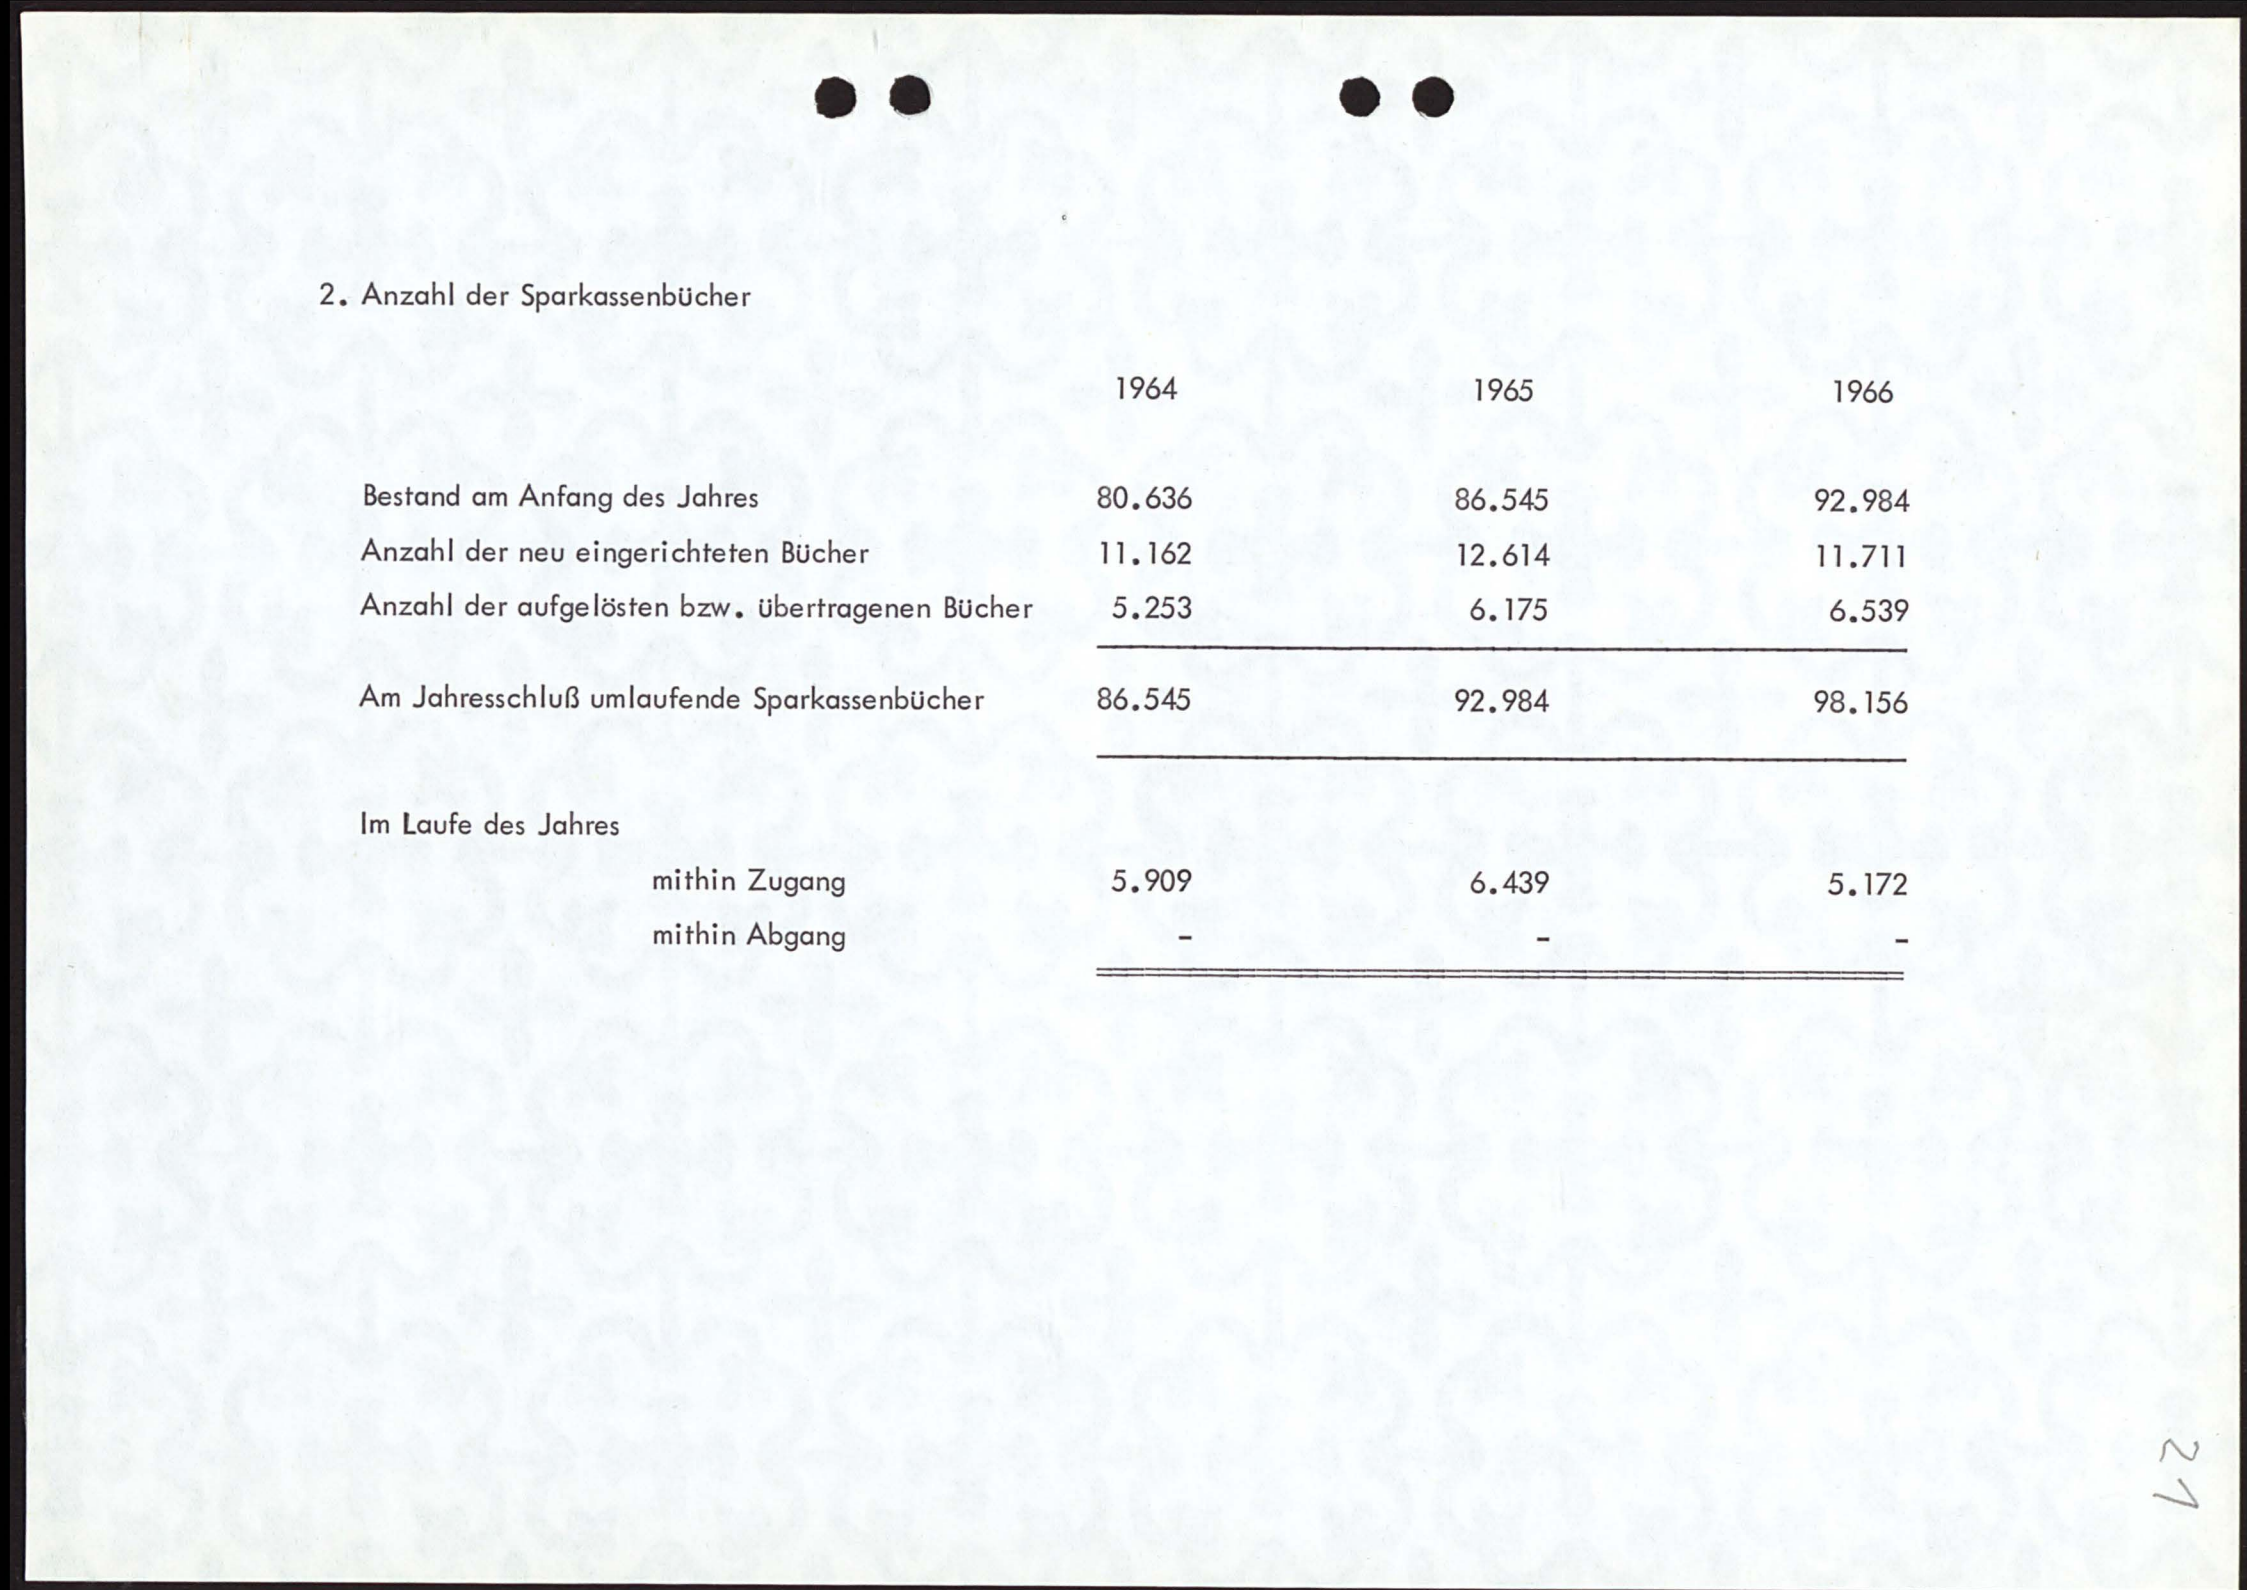 2. Anzahl der Sparkassenbücher
1964 1965 1966
Bestand am Anfang des Jahres 80.636 86.545 92.984
Anzahl der neu eingerichteten Bücher 11.162 12.614 11.711
Anzahl der aufgelösten bzw. übertragenen Bücher 5.253 6.175 6.539
Am Jahresschluß umlaufende Sparkassenbücher 86.545 92.984 98.156
Im Laufe des Jahres
mithin Zugang 5.909 6.439 5.172
mithin Abgang - - -
21